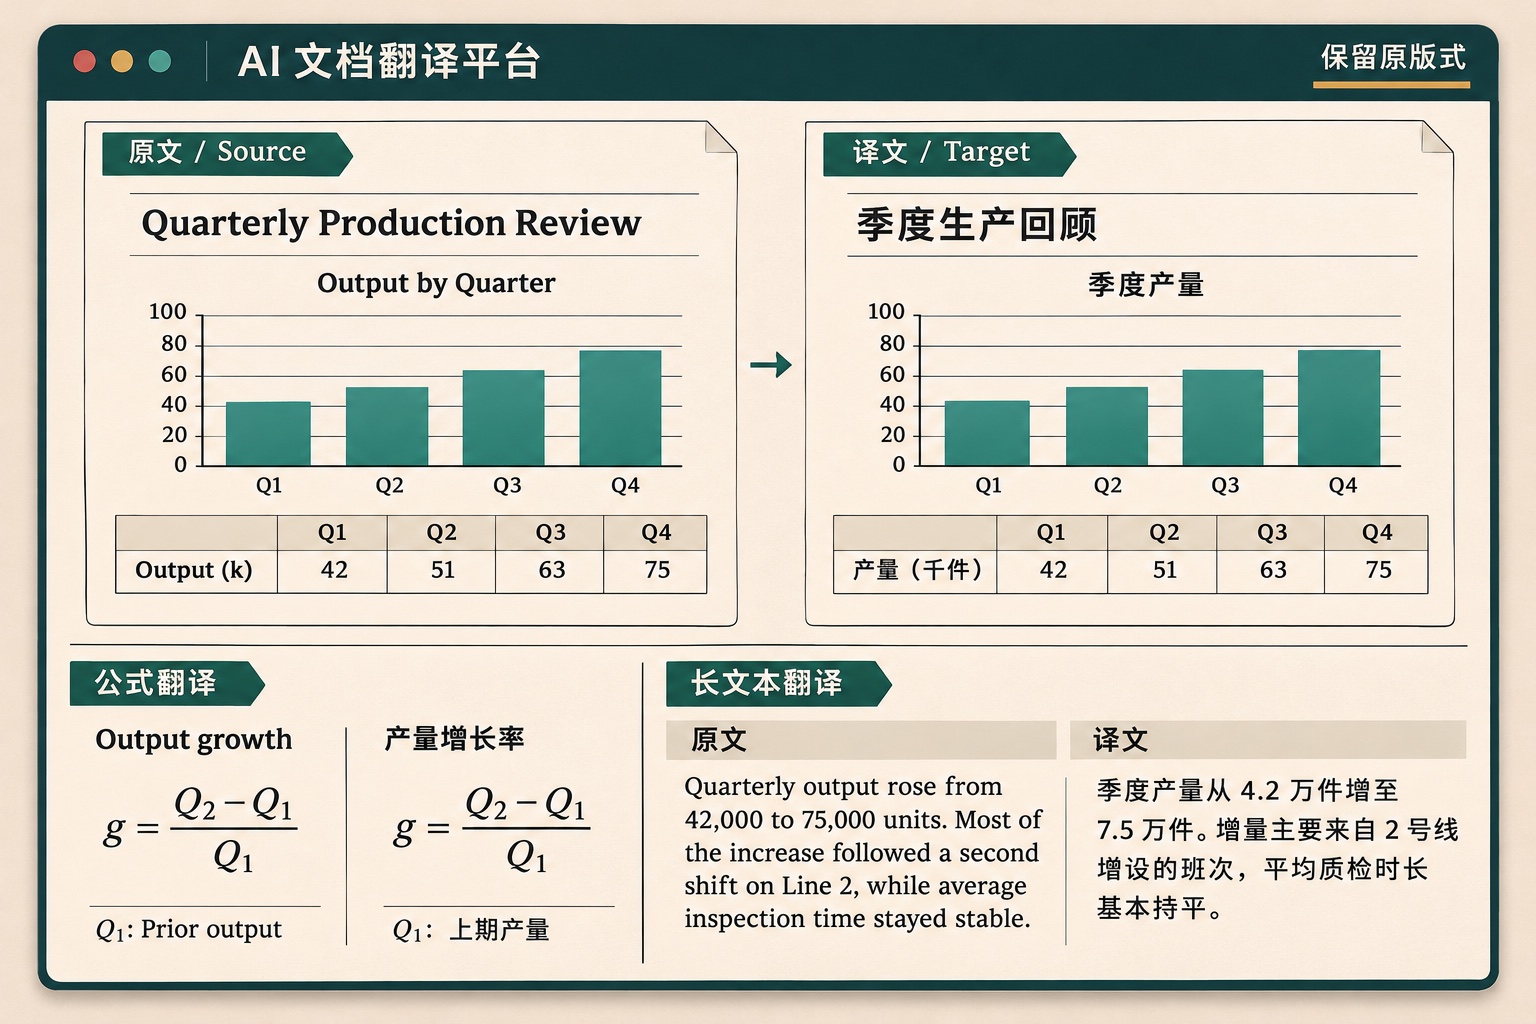 AI 文档翻译平台
保留原版式
原文 / Source
Quarterly Production Review
Output by Quarter
100
80
60
40
20
0
Q1 Q2 Q3 Q4
Q1 Q2 Q3 Q4
Output (k) 42 51 63 75
译文 / Target
季度生产回顾
季度产量
100
80
60
40
20
0
Q1 Q2 Q3 Q4
Q1 Q2 Q3 Q4
产量（千件） 42 51 63 75
公式翻译
Output growth
g = (Q₂ – Q₁) / Q₁
Q₁: Prior output
产量增长率
g = (Q₂ – Q₁) / Q₁
Q₁：上期产量
长文本翻译
原文
Quarterly output rose from
42,000 to 75,000 units. Most of
the increase followed a second
shift on Line 2, while average
inspection time stayed stable.
译文
季度产量从 4.2 万件增至
7.5 万件。增量主要来自 2 号线
增设的班次，平均质检时长
基本持平。